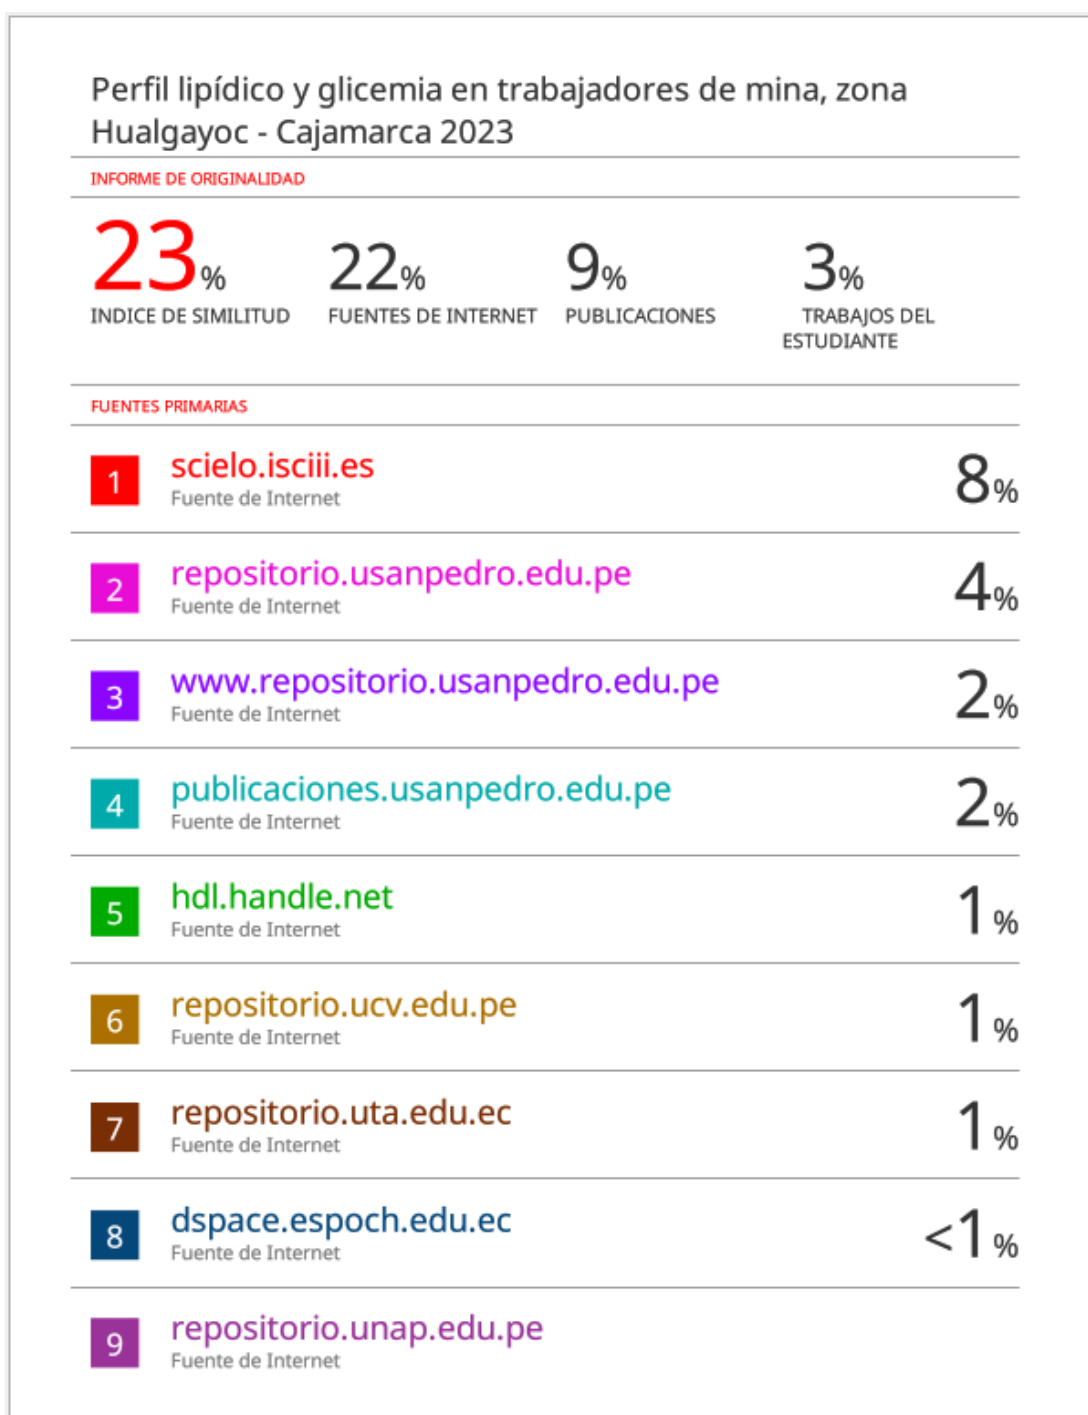 Perfil lipídico y glicemia en trabajadores de mina, zona
Hualgayoc - Cajamarca 2023
INFORME DE ORIGINALIDAD
23%
INDICE DE SIMILITUD
22%
FUENTES DE INTERNET
9%
PUBLICACIONES
3%
TRABAJOS DEL
ESTUDIANTE
FUENTES PRIMARIAS
1 scielo.isciii.es 8%
Fuente de Internet
2 repositorio.usanpedro.edu.pe 4%
Fuente de Internet
3 www.repositorio.usanpedro.edu.pe 2%
Fuente de Internet
4 publicaciones.usanpedro.edu.pe 2%
Fuente de Internet
5 hdl.handle.net 1%
Fuente de Internet
6 repositorio.ucv.edu.pe 1%
Fuente de Internet
7 repositorio.uta.edu.ec 1%
Fuente de Internet
8 dspace.espoch.edu.ec <1%
Fuente de Internet
9 repositorio.unap.edu.pe
Fuente de Internet